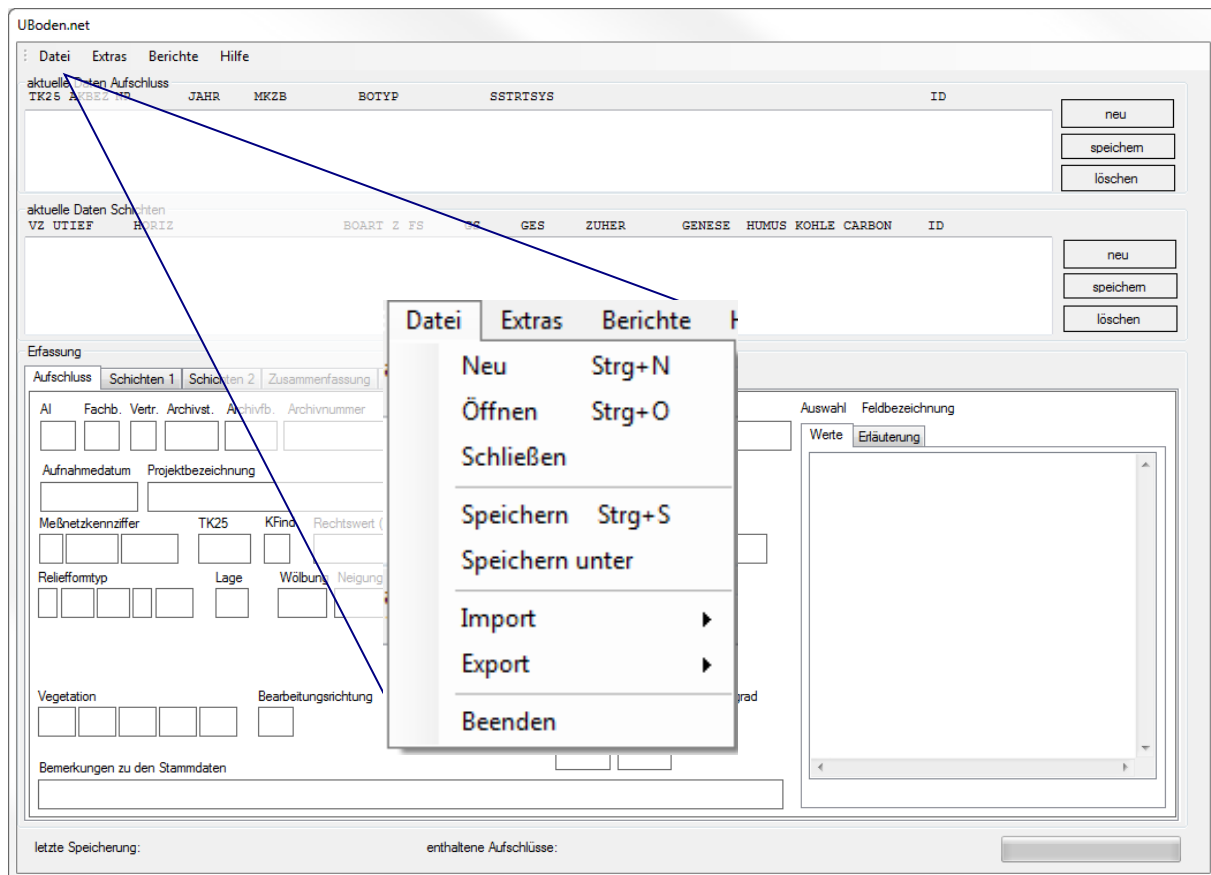 UBoden.net
Datei Extras Berichte Hilfe
aktuelle Daten Aufschluss
TK25 AKBEZ NR JAHR MKZB BOTYP SSTRTSYS ID
neu
speichern
löschen
aktuelle Daten Schichten
VZ UTIEF HORIZ BOART Z FS GS GES ZUHER GENESE HUMUS KOHLE CARBON ID
neu
speichern
löschen
Datei Extras Berichte
Neu Strg+N
Öffnen Strg+O
Schließen
Speichern Strg+S
Speichern unter
Import
Export
Beenden
Erfassung
Aufschluss Schichten 1 Schichten 2 Zusammenfassung
AI Fachb. Vertr. Archivst. Archivfb. Archivnummer
Aufnahmedatum Projektbezeichnung
Meßnetzkennziffer TK25 KFind Rechtswert (
Reliefformtyp Lage Wölbung Neigung
Vegetation Bearbeitungsrichtung grad
Bemerkungen zu den Stammdaten
Auswahl Feldbezeichnung
Werte Erläuterung
letzte Speicherung: enthaltene Aufschlüsse: